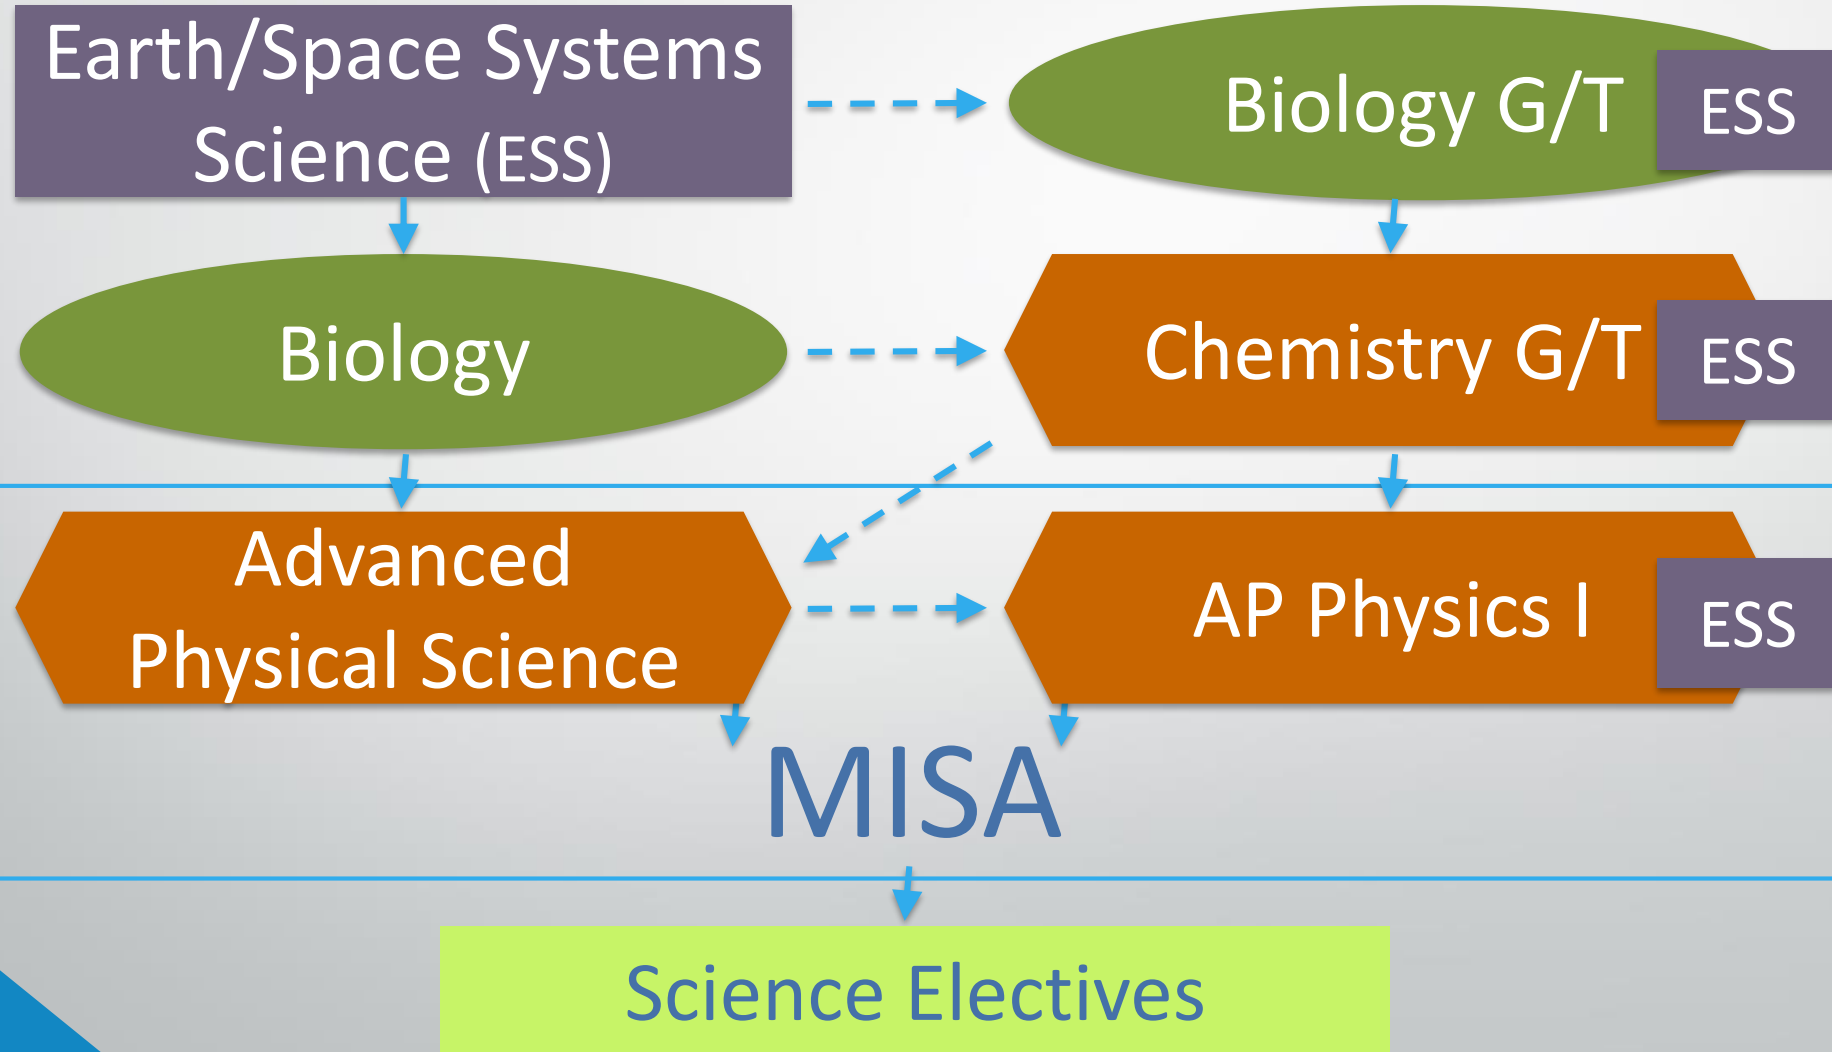 Earth/Space Systems
Science (ESS)
Biology G/T
ESS
Biology
Chemistry G/T
ESS
Advanced
Physical Science
AP Physics I
ESS
MISA
Science Electives